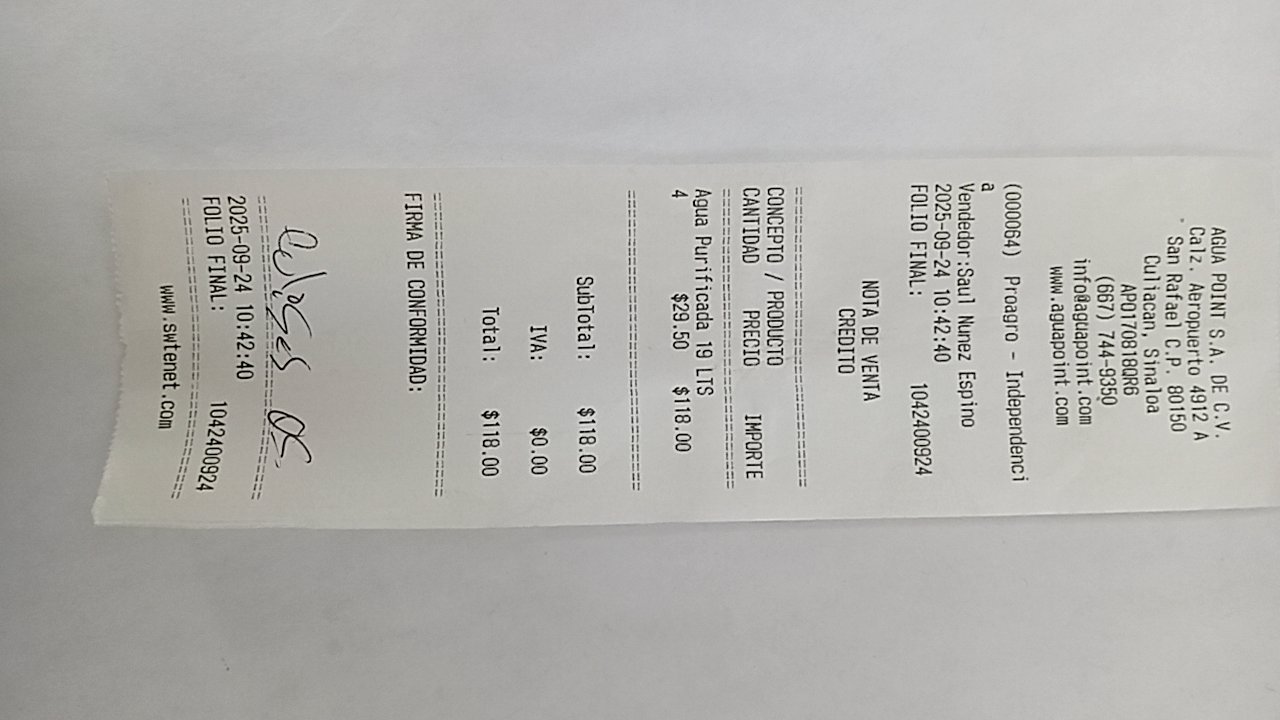 AGUA POINT S.A. DE C.V.
Calz. Aeropuerto 4912 A
San Rafael C.P. 80150
Culiacan, Sinaloa
APO170818QR6
(667) 744-9350
info@aguapoint.com
www.aguapoint.com
(000064) Proagro - Independenci
a
Vendedor:Saul Nunez Espino
2025-09-24 10:42:40
FOLIO FINAL: 1042400924
NOTA DE VENTA
CREDITO
CONCEPTO / PRODUCTO
CANTIDAD PRECIO IMPORTE
Agua Purificada 19 LTS
4 $29.50 $118.00
SubTotal: $118.00
IVA: $0.00
Total: $118.00
FIRMA DE CONFORMIDAD:
2025-09-24 10:42:40
FOLIO FINAL: 1042400924
www.swtenet.com